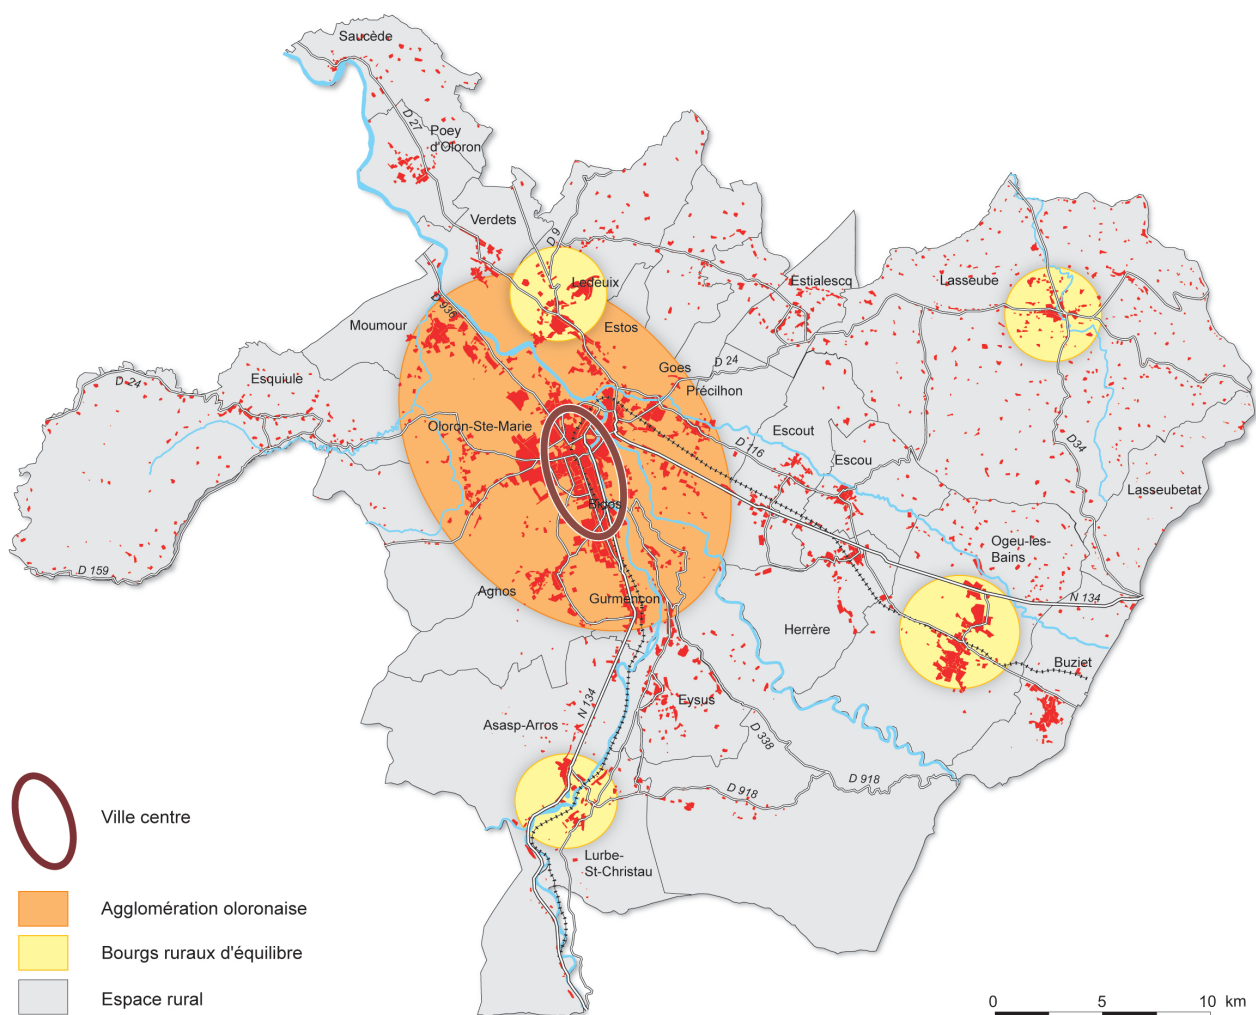 Saucède
D 27
Poey
d'Oloron
Verdets
D 9
Ledeuix
Estialescq
Lasseube
D 936
Moumour
Estos
D 24
Goes
Précilhon
D 24
Esquiule
Oloron-Ste-Marie
Escout
D 116
Escou
D34
Lasseubetat
Bidos
Ogeu-les-
Bains
D 159
Agnos
Gurmençon
N 134
Herrère
Buziet
Eysus
N 134
Asasp-Arros
D 338
D 918
D 918
Lurbe-
St-Christau
Ville centre
Agglomération oloronaise
Bourgs ruraux d'équilibre
Espace rural
0 5 10 km